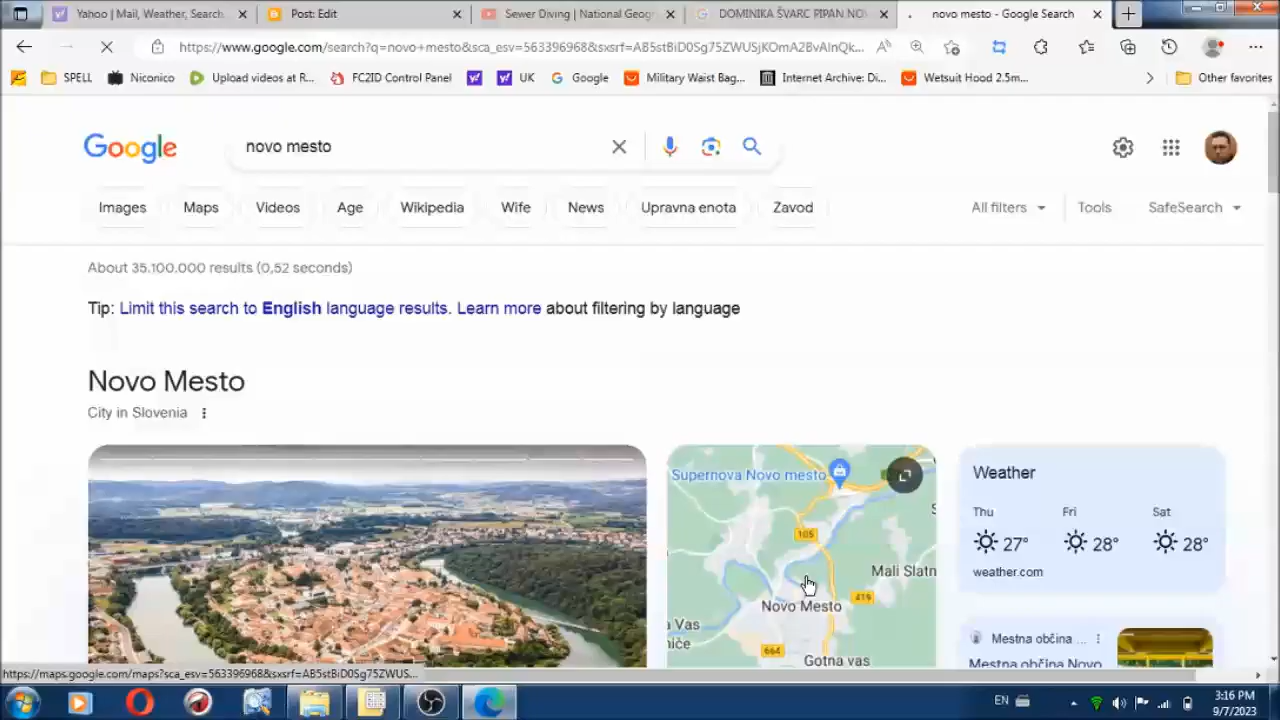 Yahoo | Mail, Weather, Search,
Post: Edit
Sewer Diving | National Geogr
DOMINIKA ŠVARC PIPAN NOV
novo mesto - Google Search
https://www.google.com/search?q=novo+mesto&sca_esv=563396968&sxsrf=AB5stBiD0Sg75ZWUSjKOmA2BvAlnQk...
SPELL
Niconico
Upload videos at R...
FC2ID Control Panel
UK
Google
Military Waist Bag...
Internet Archive: Di...
Wetsuit Hood 2.5m...
Other favorites
Google
novo mesto
Images
Maps
Videos
Age
Wikipedia
Wife
News
Upravna enota
Zavod
All filters
Tools
SafeSearch
About 35.100.000 results (0,52 seconds)
Tip: Limit this search to English language results. Learn more about filtering by language
Novo Mesto
City in Slovenia
Supernova Novo mesto
105
Mali Slatn
419
Novo Mesto
a Vas
niče
664
Gotna vas
Weather
Thu
Fri
Sat
27°
28°
28°
weather.com
Mestna občina ...
Mestna občina Novo
https://maps.google.com/maps?sca_esv=563396968&sxsrf=AB5stBiD0Sg75ZWUS...
EN
3:16 PM
9/7/2023